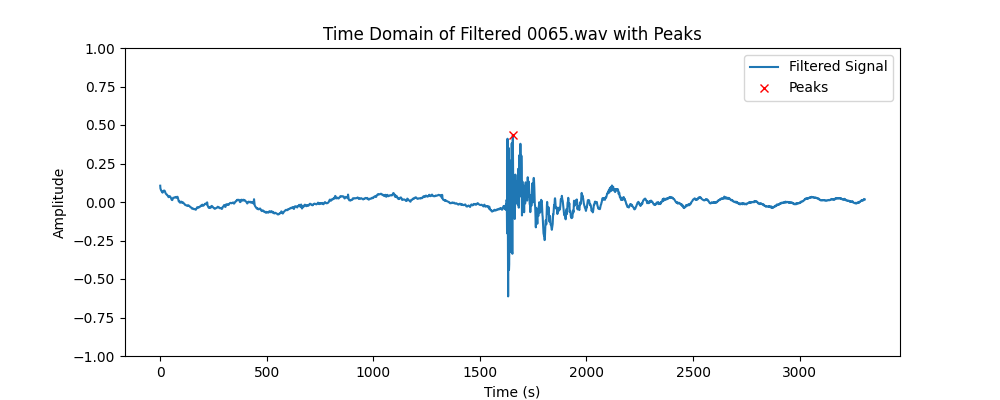 Time Domain of Filtered 0065.wav with Peaks
Filtered Signal
Peaks
1.00
0.75
0.50
0.25
0.00
−0.25
−0.50
−0.75
−1.00
Amplitude
0 500 1000 1500 2000 2500 3000
Time (s)